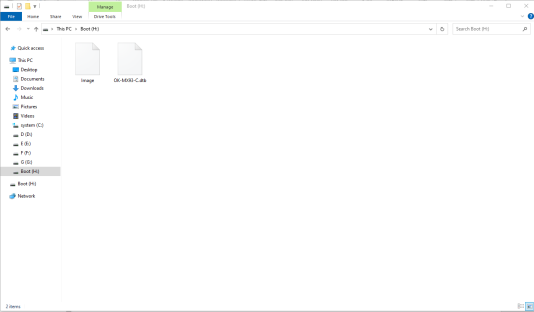 Manage
Boot (H:)
File
Home
Share
View
Drive Tools
This PC > Boot (H:)
Search Boot (H:)
Quick access
This PC
Desktop
Documents
Downloads
Music
Pictures
Videos
system (C:)
D (D:)
E (E:)
F (F:)
G (G:)
Boot (H:)
Boot (H:)
Network
Image
OK-MX93-C.dtb
2 items